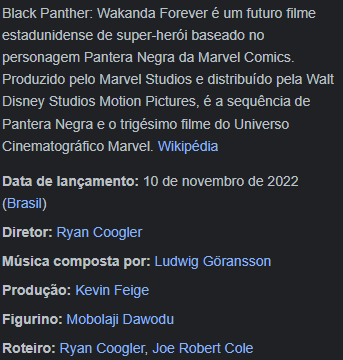 Black Panther: Wakanda Forever é um futuro filme
estadunidense de super-herói baseado no
personagem Pantera Negra da Marvel Comics.
Produzido pelo Marvel Studios e distribuído pela Walt
Disney Studios Motion Pictures, é a sequência de
Pantera Negra e o trigésimo filme do Universo
Cinematográfico Marvel. Wikipédia
Data de lançamento: 10 de novembro de 2022
(Brasil)
Diretor: Ryan Coogler
Música composta por: Ludwig Göransson
Produção: Kevin Feige
Figurino: Mobolaji Dawodu
Roteiro: Ryan Coogler, Joe Robert Cole